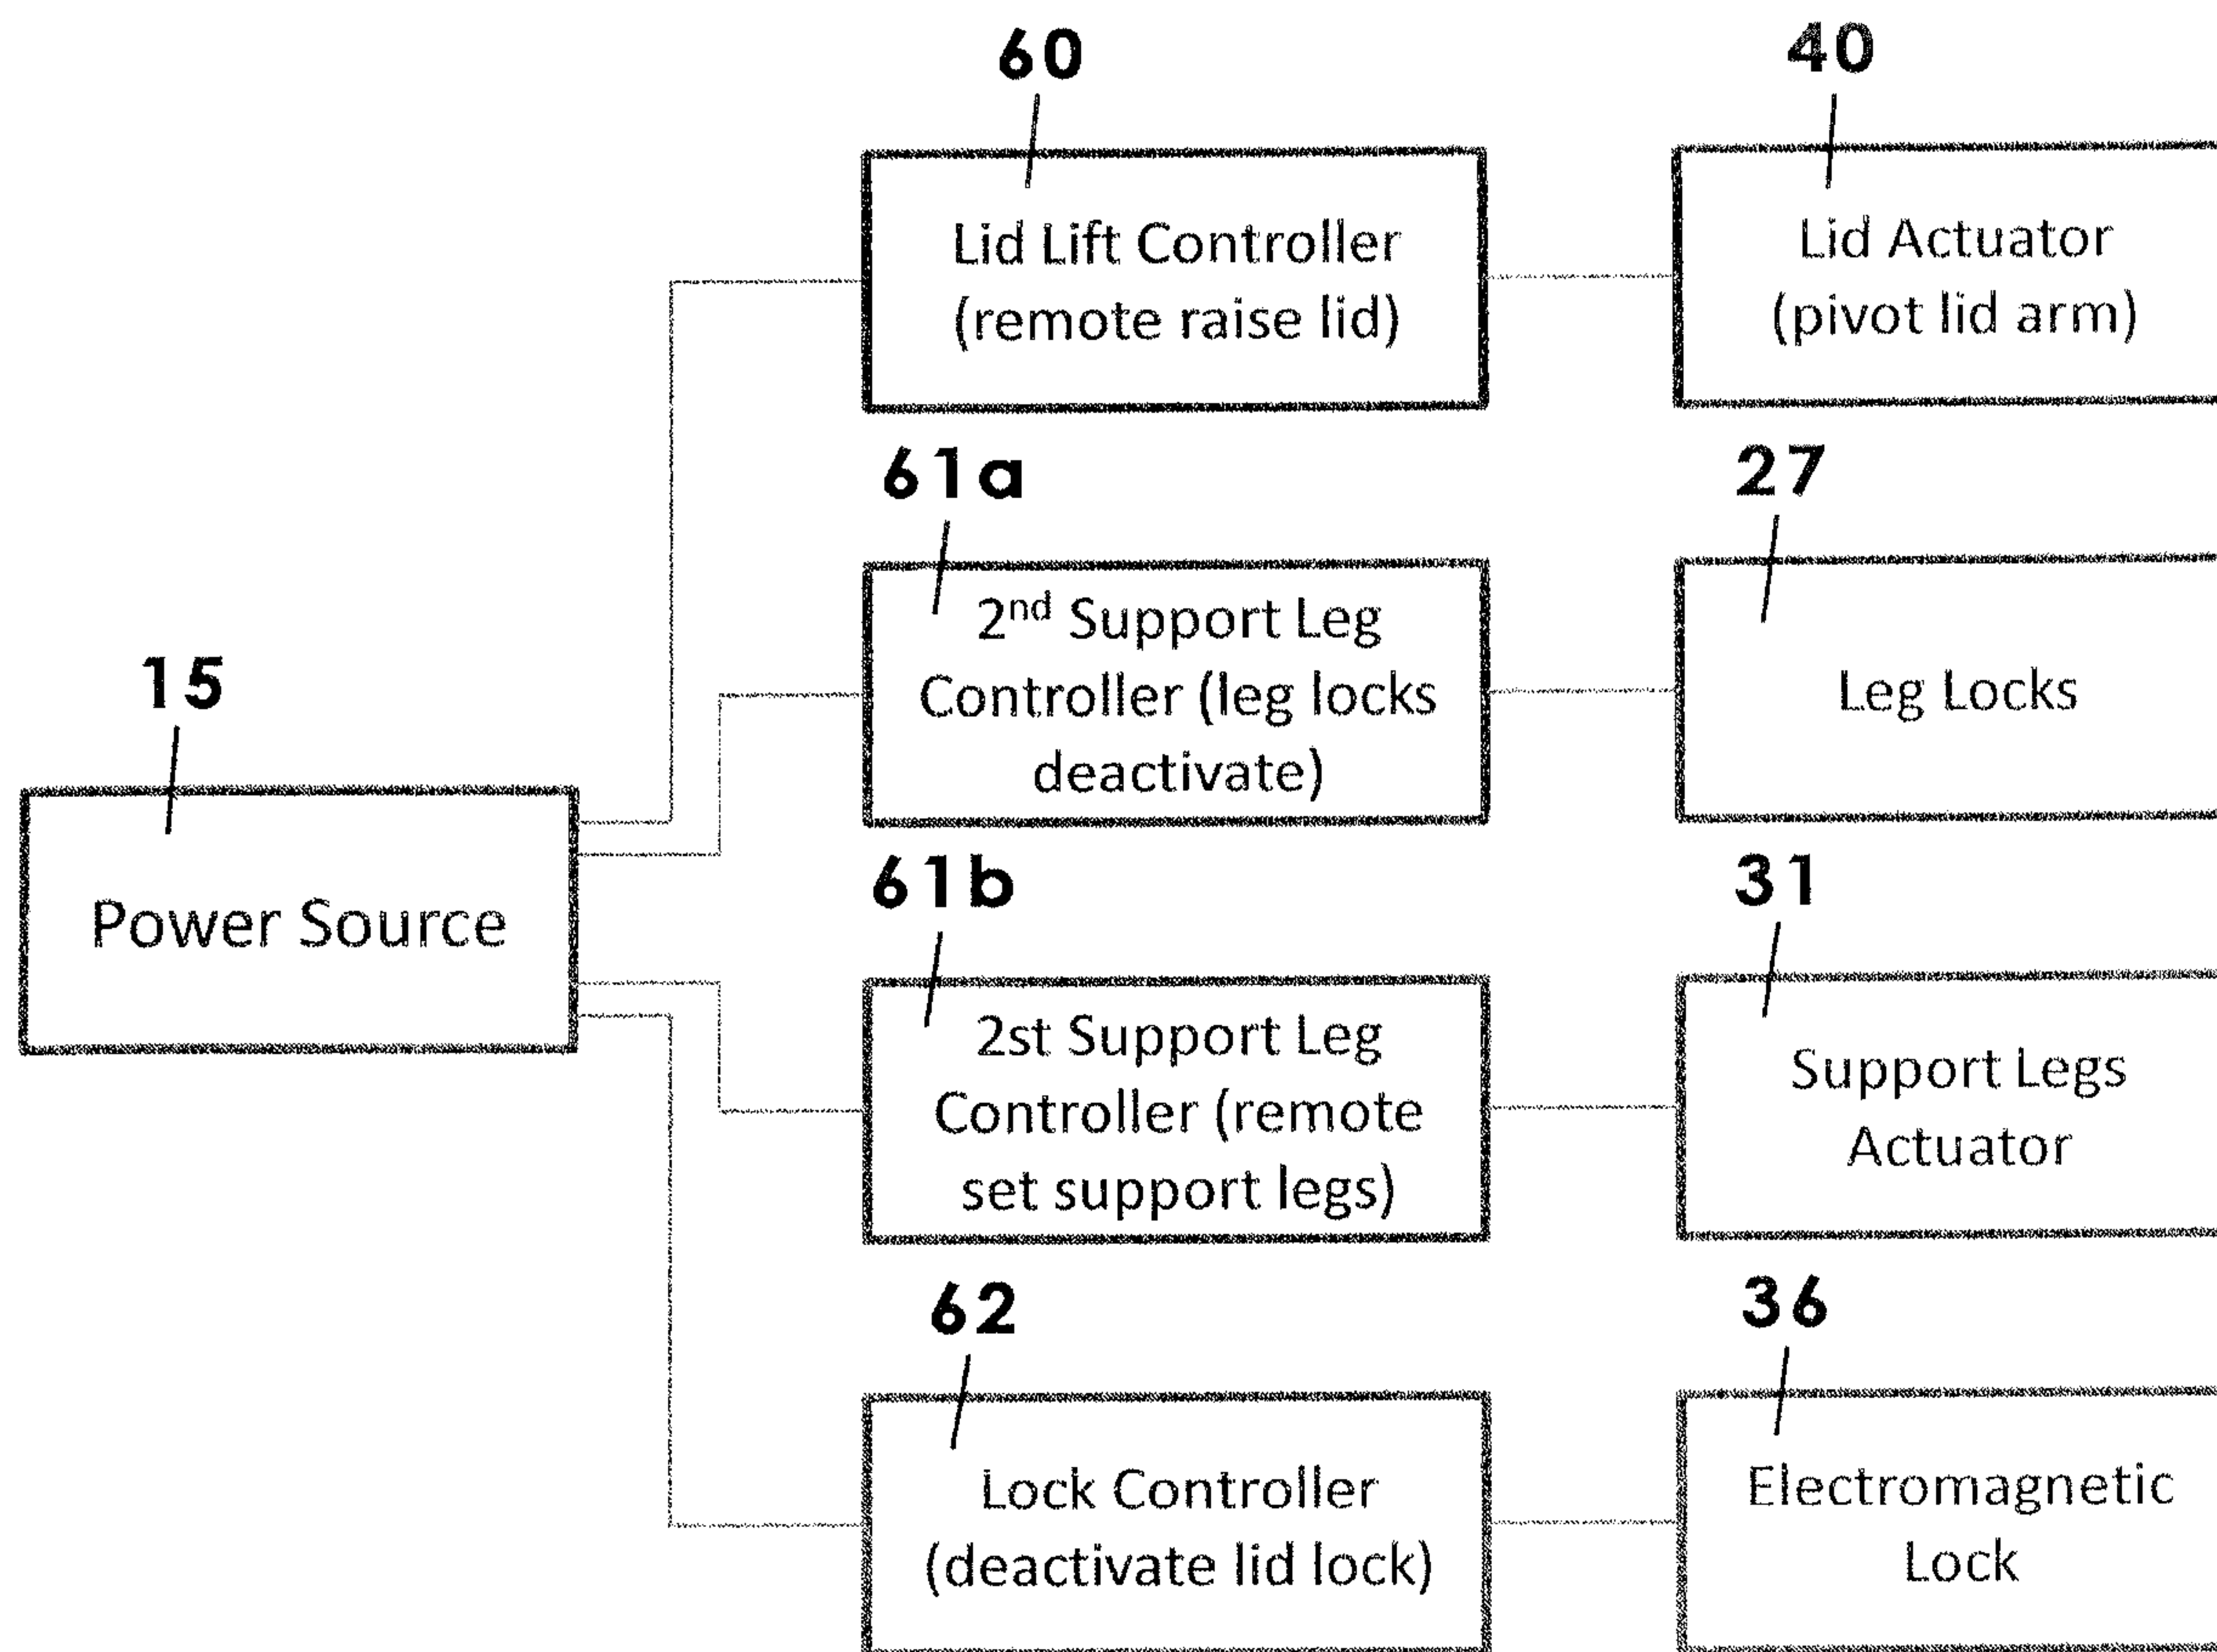 60
40
Lid Lift Controller
(remote raise lid)
Lid Actuator
(pivot lid arm)
61a
27
2nd Support Leg
Controller (leg locks
deactivate)
Leg Locks
15
Power Source
61b
31
2st Support Leg
Controller (remote
set support legs)
Support Legs
Actuator
62
36
Lock Controller
(deactivate lid lock)
Electromagnetic
Lock